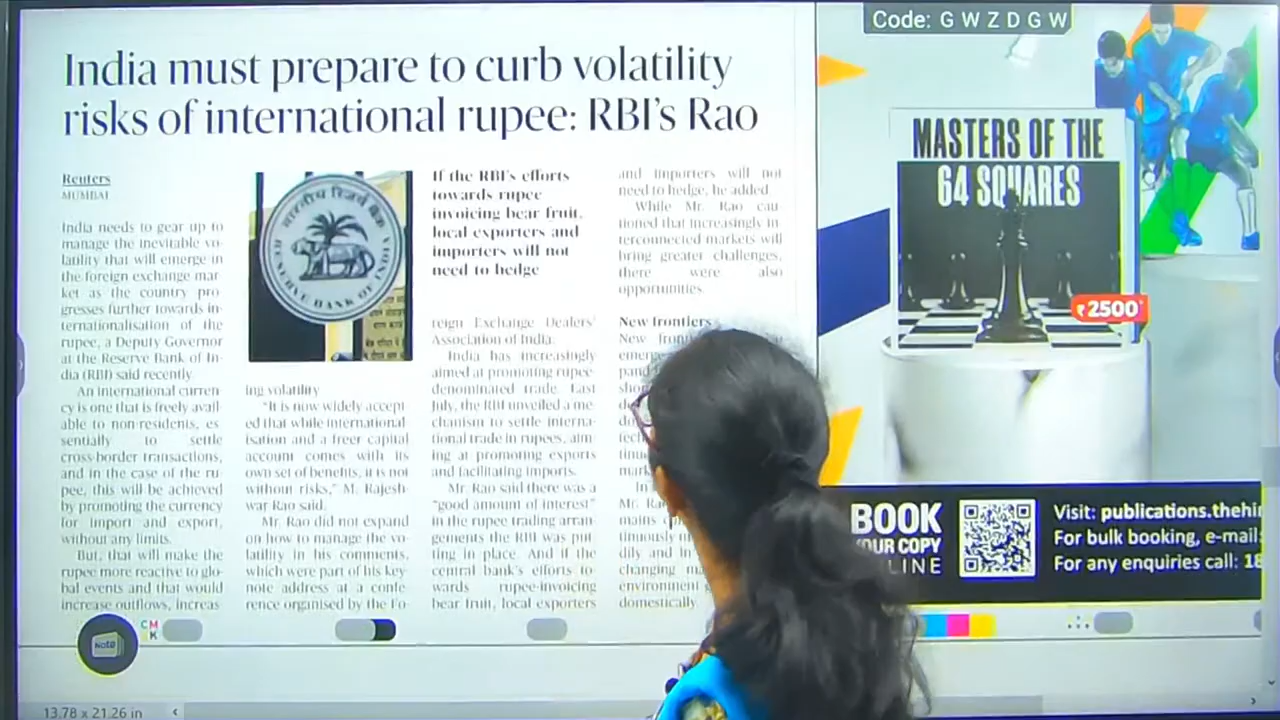 Code: G W Z D G W
India must prepare to curb volatility
risks of international rupee: RBI's Rao
Reuters
MUMBAI
India needs to gear up to
manage the inevitable vo-
latility that will emerge in
the foreign exchange mar-
ket as the country pro-
gresses further towards in-
ternationalisation of the
rupee, a Deputy Governor
at the Reserve Bank of In-
dia (RBI) said recently
An international curren-
cy is one that is freely avail-
able to non-residents, es-
sentially to settle
cross-border transactions,
and in the case of the ru-
pee, this will be achieved
by promoting the currency
for import and export,
without any limits.
But, that will make the
rupee more reactive to glo-
bal events and that would
increase outflows, increas-
भारतीय रिज़र्व बैंक
RESERVE BANK OF INDIA
ing volatility
"It is now widely accept-
ed that while international-
isation and a freer capital
account comes with its
own set of benefits, it is not
without risks," M. Rajesh-
war Rao said.
Mr. Rao did not expand
on how to manage the vo-
latility in his comments,
which were part of his key-
note address at a confe-
rence organised by the Fo-
If the RBI's efforts
towards rupee
invoicing bear fruit,
local exporters and
importers will not
need to hedge
reign Exchange Dealers'
Association of India.
India has increasingly
aimed at promoting rupee-
denominated trade. Last
July, the RBI unveiled a me-
chanism to settle interna-
tional trade in rupees, aim-
ing at promoting exports
and facilitating imports.
Mr. Rao said there was a
"good amount of interest"
in the rupee trading arran-
gements the RBI was put-
ting in place. And if the
central bank's efforts to-
wards rupee-invoicing
bear fruit, local exporters
and importers will not
need to hedge, he added.
While Mr. Rao cau-
tioned that increasingly in-
terconnected markets will
bring greater challenges,
there were also
opportunities.
New frontiers
New
emerge
changing
environment
domestically
MASTERS OF THE
64 SQUARES
₹2500*
BOOK
YOUR COPY
LINE
Visit: publications.thehin
For bulk booking, e-mail
For any enquiries call: 18
CMK
Note
13.78 x 21.26 in